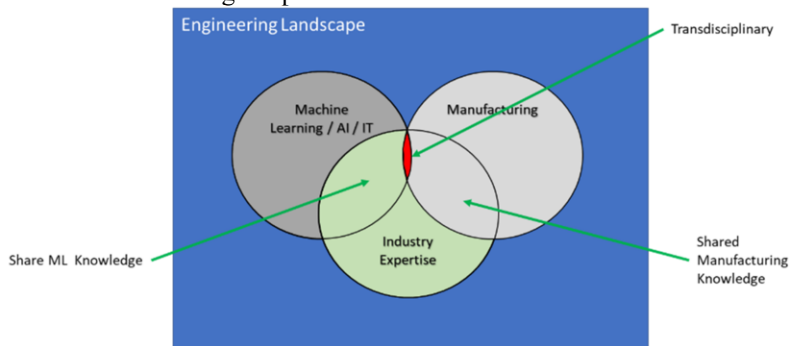 Engineering Landscape
Transdisciplinary
Machine
Learning / AI / IT
Manufacturing
Industry
Expertise
Share ML Knowledge
Shared
Manufacturing
Knowledge